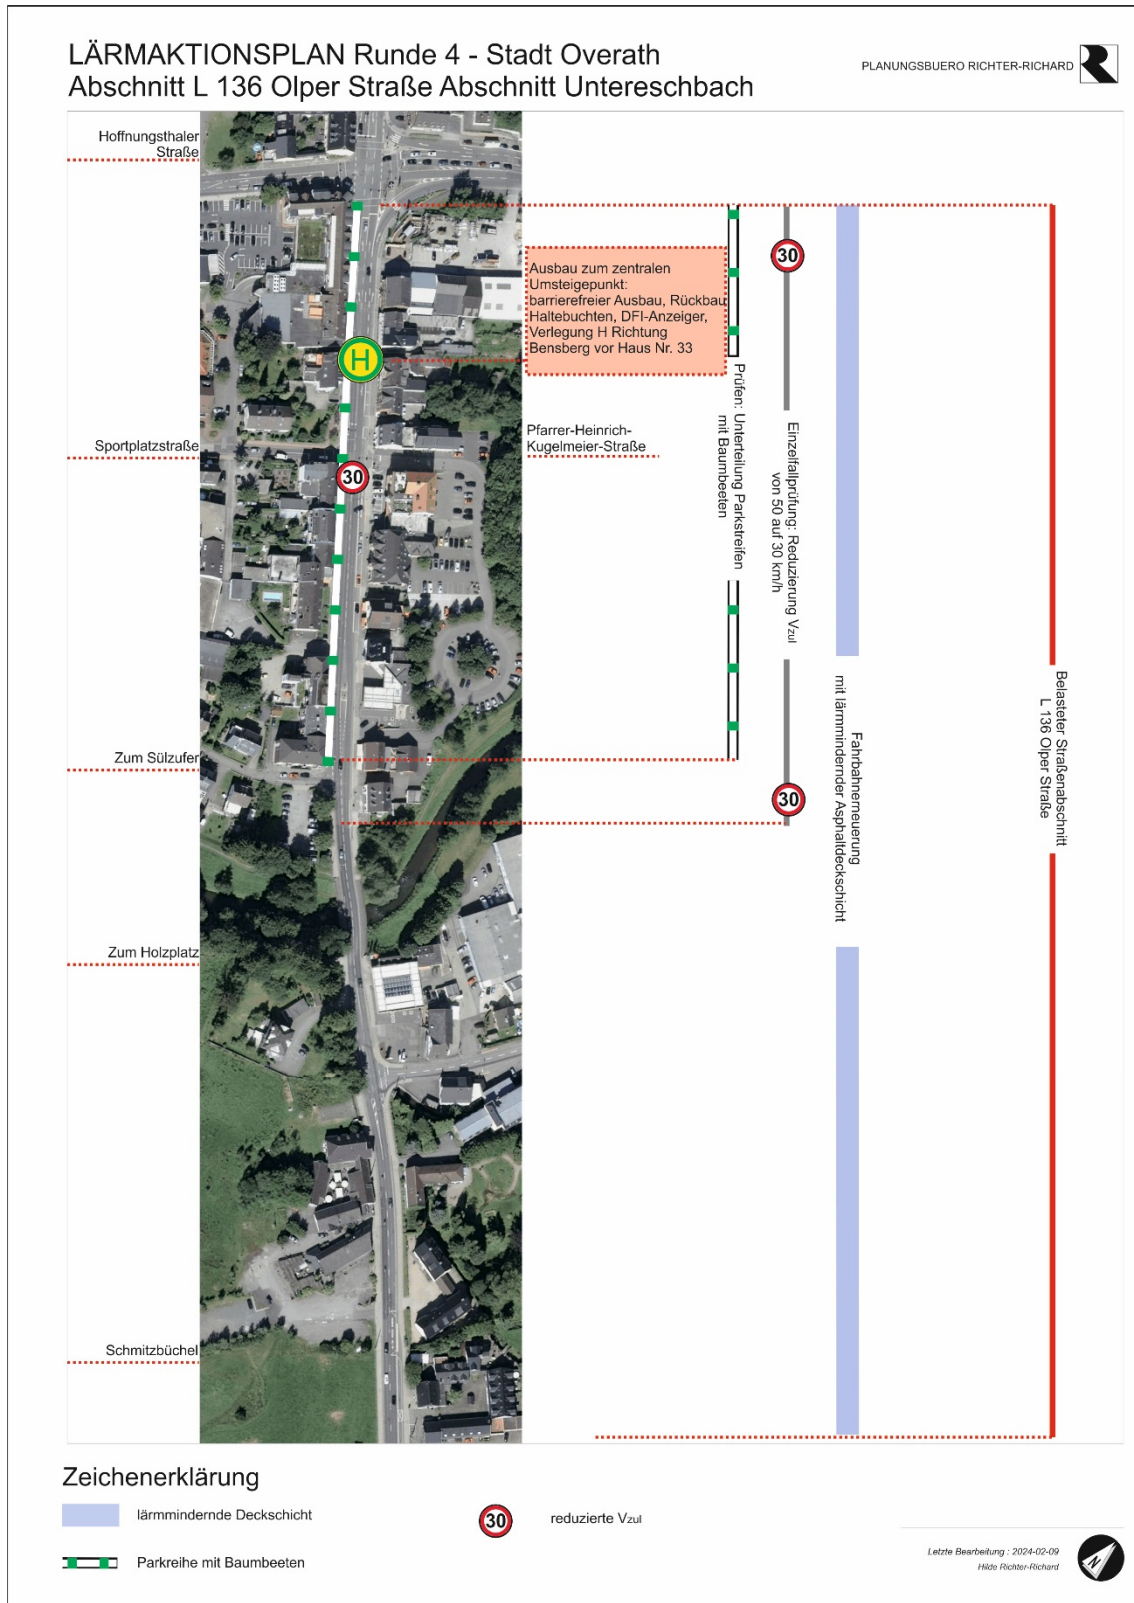 LÄRMAKTIONSPLAN Runde 4 - Stadt Overath
Abschnitt L 136 Olper Straße Abschnitt Untereschbach
PLANUNGSBUERO RICHTER-RICHARD
Hoffnungsthaler
Straße
30
Ausbau zum zentralen
Umsteigepunkt:
barrierefreier Ausbau, Rückbau
Haltebuchten, DFI-Anzeiger,
Verlegung H Richtung
Bensberg vor Haus Nr. 33
H
Sportplatzstraße
Pfarrer-Heinrich-
Kugelmeier-Straße
30
Prüfen: Unterteilung Parkstreifen
mit Baumbeeten
Einzelfallprüfung: Reduzierung Vzul
von 50 auf 30 km/h
Fahrbahnerneuerung
mit lärmmindernder Asphaltdeckschicht
Belasteter Straßenabschnitt
L 136 Olper Straße
Zum Sülzufer
30
Zum Holzplatz
Schmitzbüchel
Zeichenerklärung
lärmmindernde Deckschicht
30
reduzierte Vzul
Parkreihe mit Baumbeeten
Letzte Bearbeitung : 2024-02-09
Hilde Richter-Richard
N